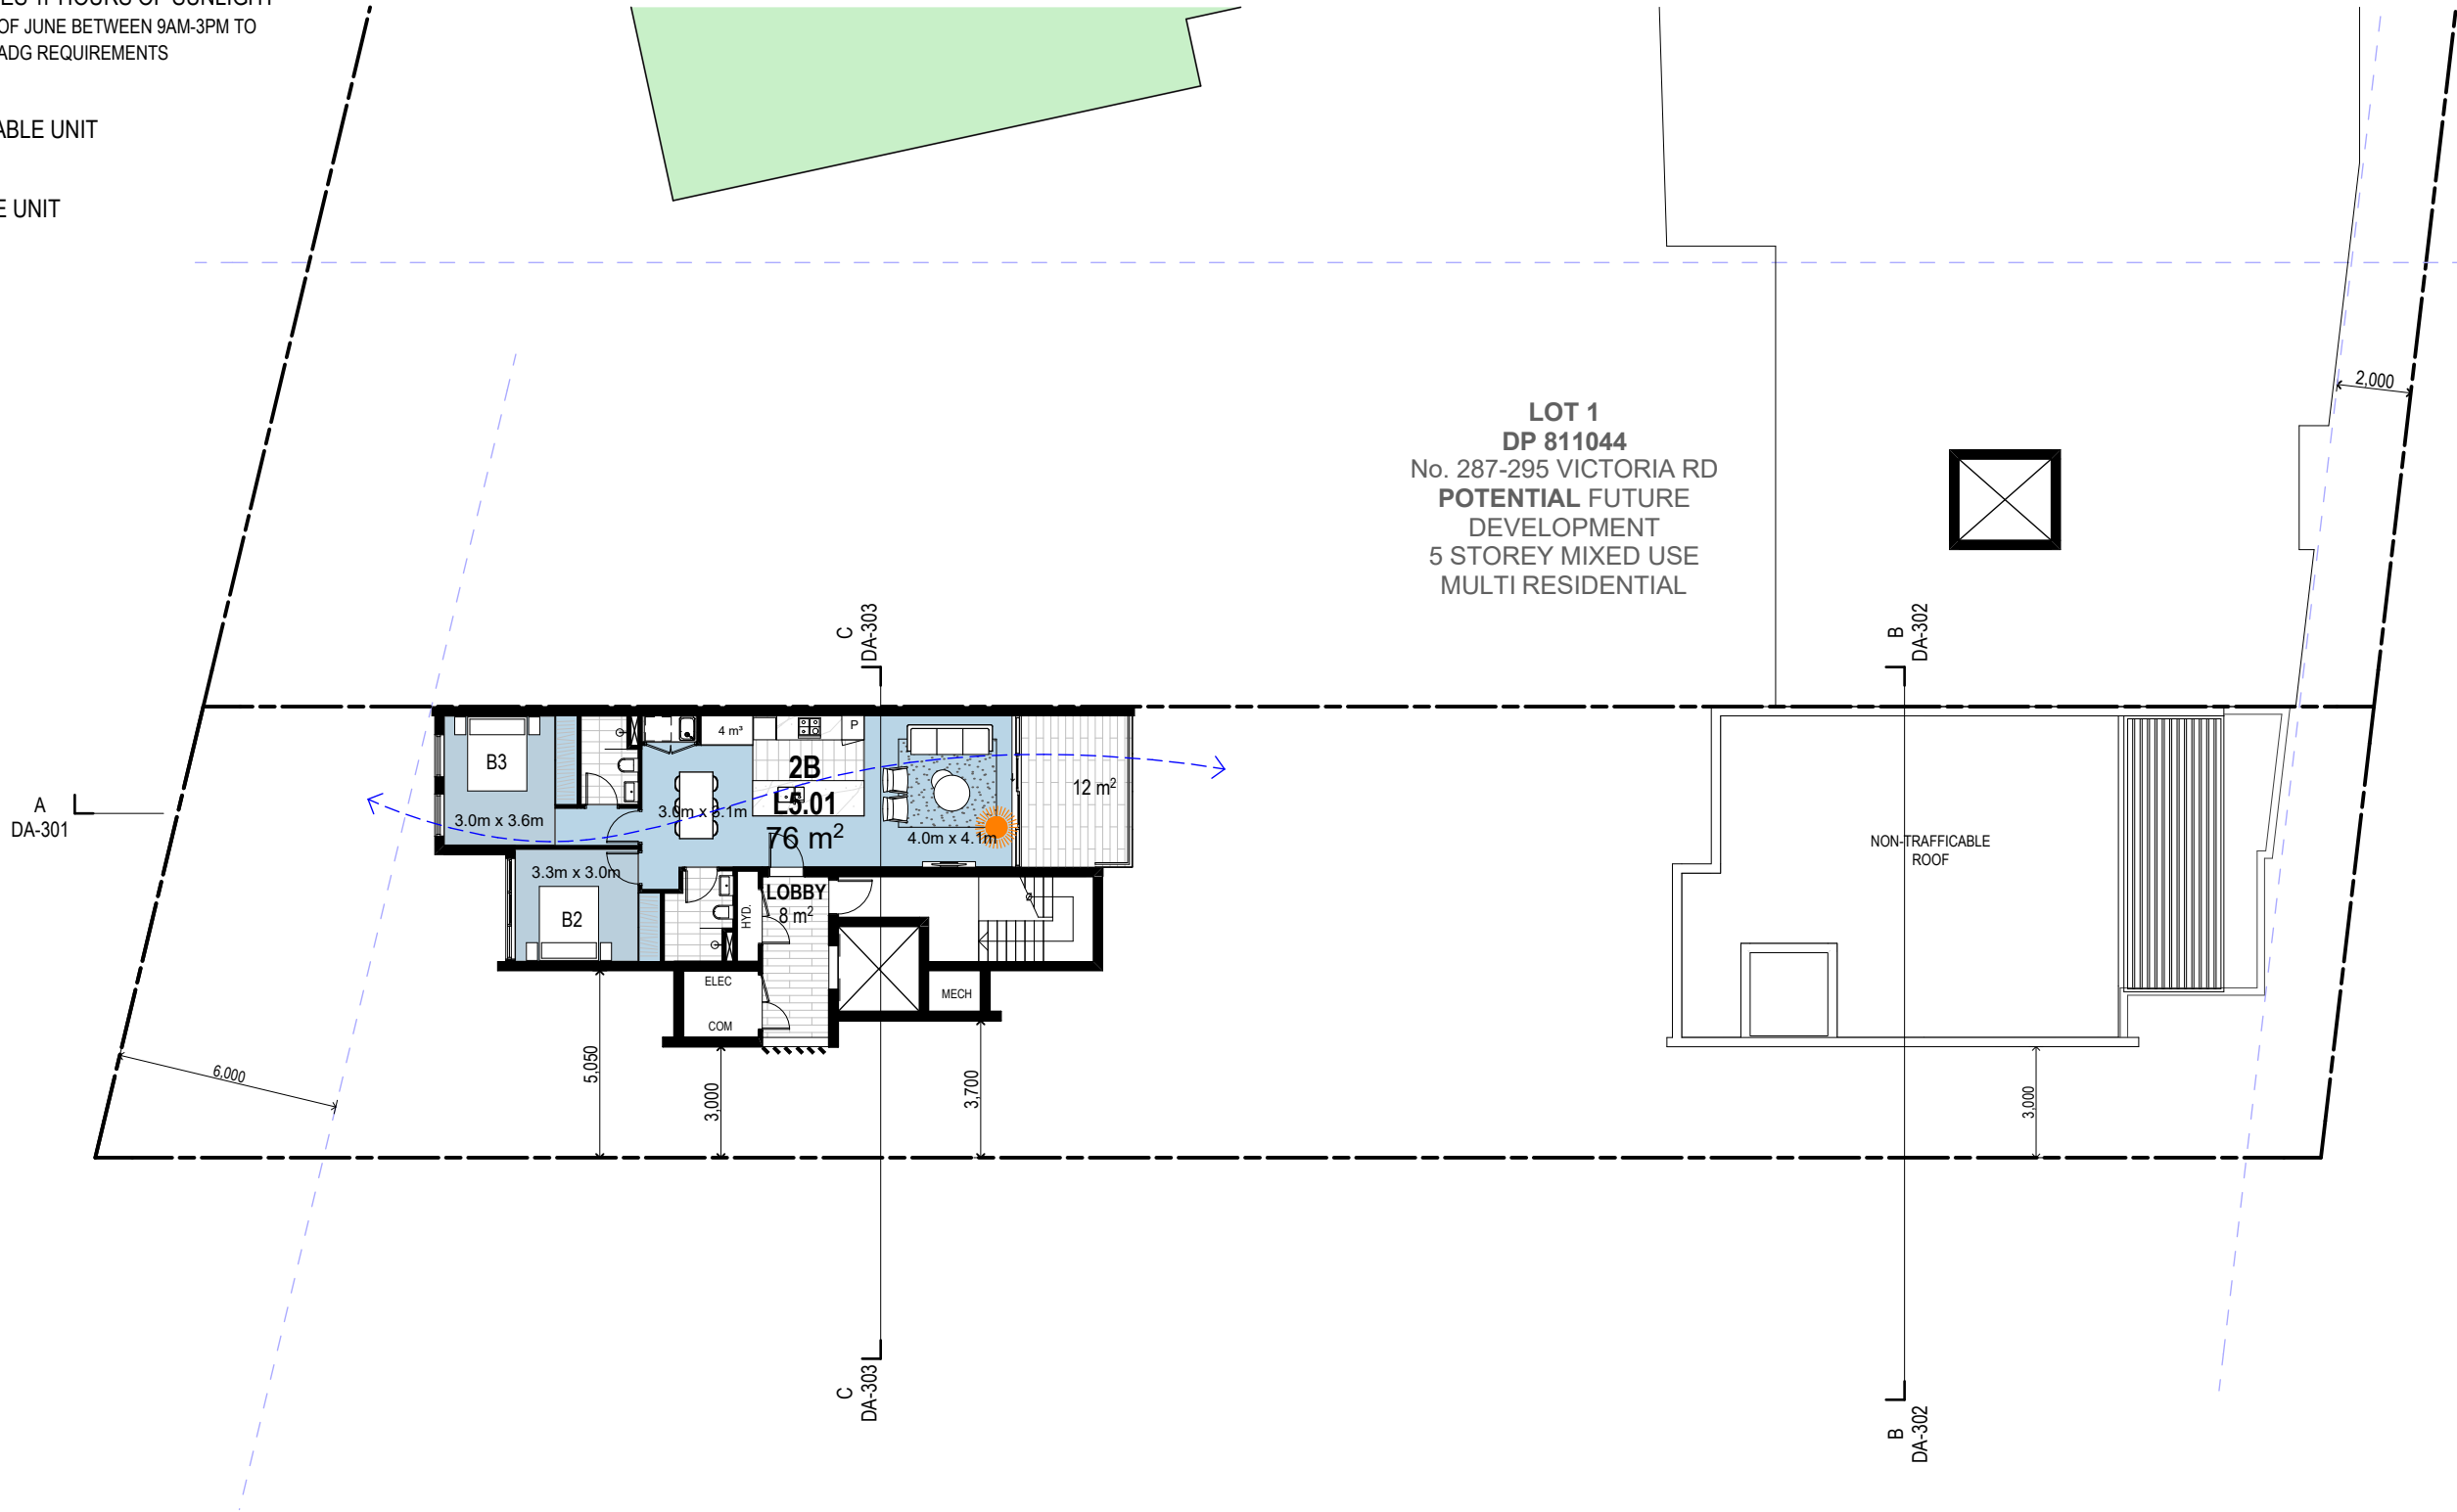 OF JUNE BETWEEN 9AM-3PM TO
ADG REQUIREMENTS
UNIT
UNIT
2,000
LOT 1
DP 811044
No. 287-295 VICTORIA RD
POTENTIAL FUTURE
DEVELOPMENT
5 STOREY MIXED USE
MULTI RESIDENTIAL
C
DA-303
B
DA-302
A
DA-301
B3
3.0m x 3.6m
4 m³
P
2B
L5.01
76 m²
3.0m x 3.1m
4.0m x 4.1m
12 m²
3.3m x 3.0m
B2
HYD.
LOBBY
8 m²
ELEC
COM
MECH
NON-TRAFFICABLE
ROOF
6,000
5,050
3,000
3,700
3,000
C
DA-303
B
DA-302